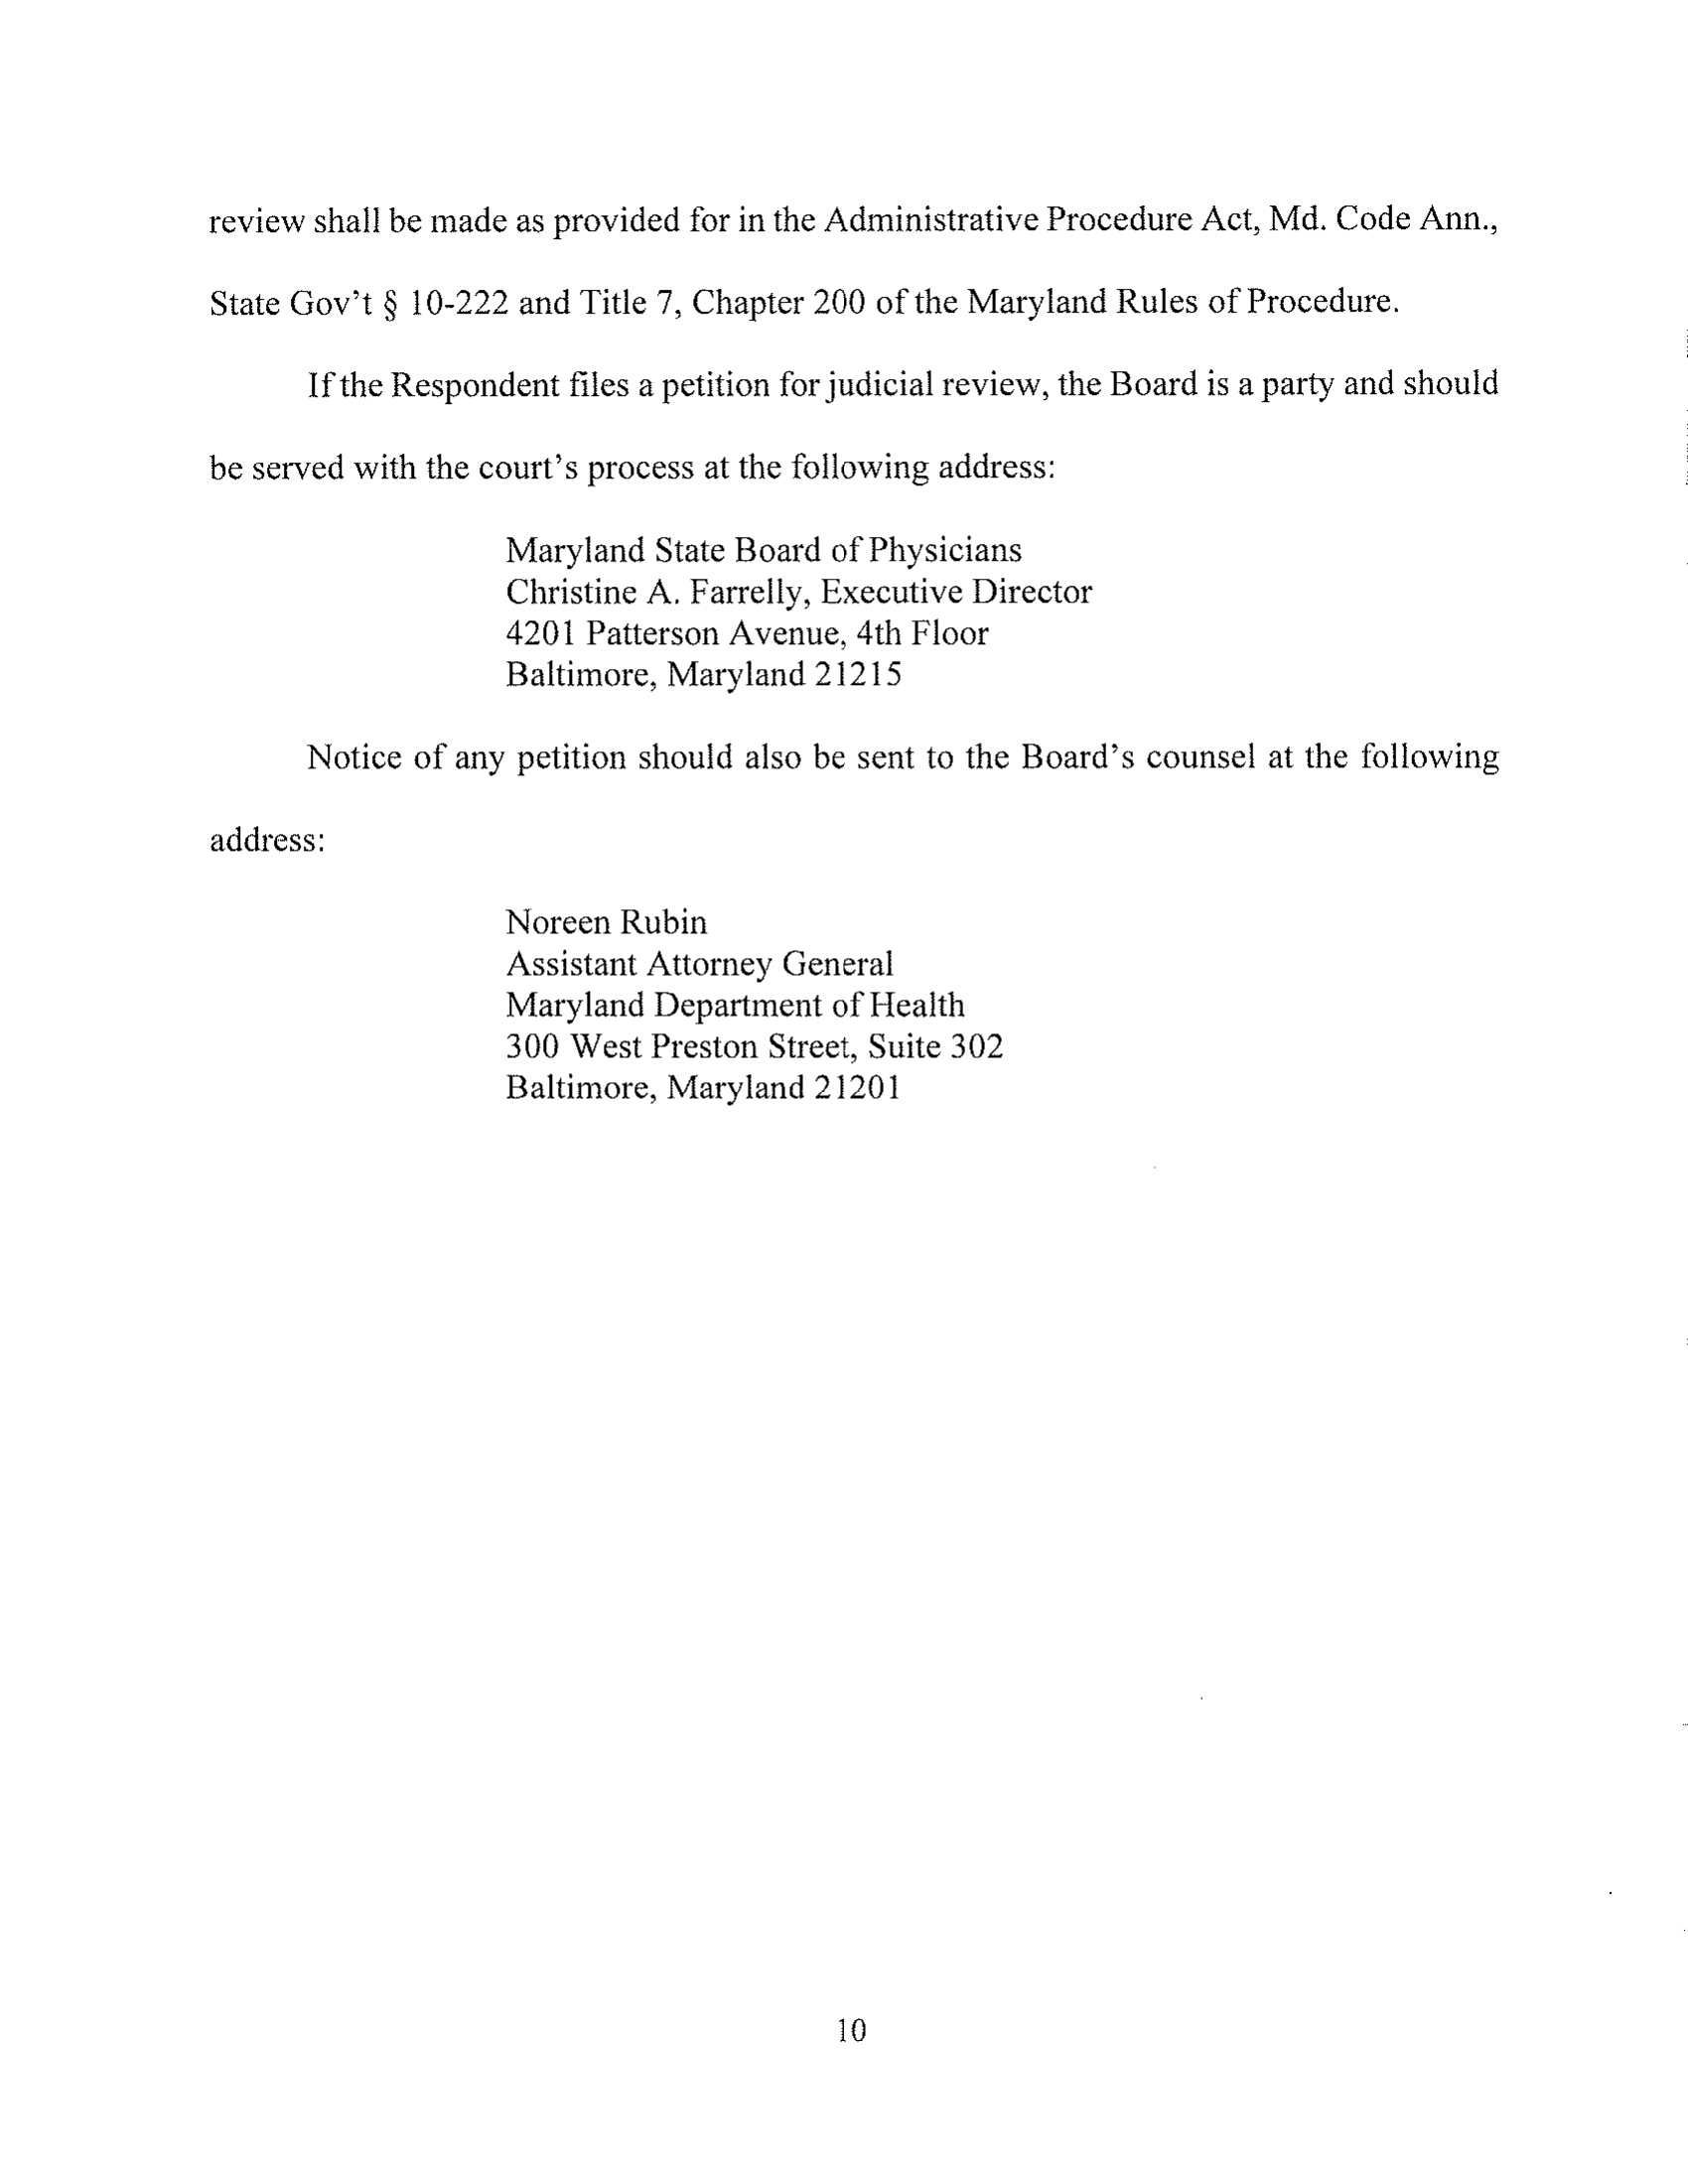 review shall be made as provided for in the Administrative Procedure Act, Md. Code Ann.,
State Gov't § 10-222 and Title 7, Chapter 200 of the Maryland Rules of Procedure.
If the Respondent files a petition for judicial review, the Board is a party and should
be served with the court's process at the following address:
Maryland State Board of Physicians
Christine A. Farrelly, Executive Director
4201 Patterson Avenue, 4th Floor
Baltimore, Maryland 21215
Notice of any petition should also be sent to the Board's counsel at the following
address:
Noreen Rubin
Assistant Attorney General
Maryland Department of Health
300 West Preston Street, Suite 302
Baltimore, Maryland 21201
10